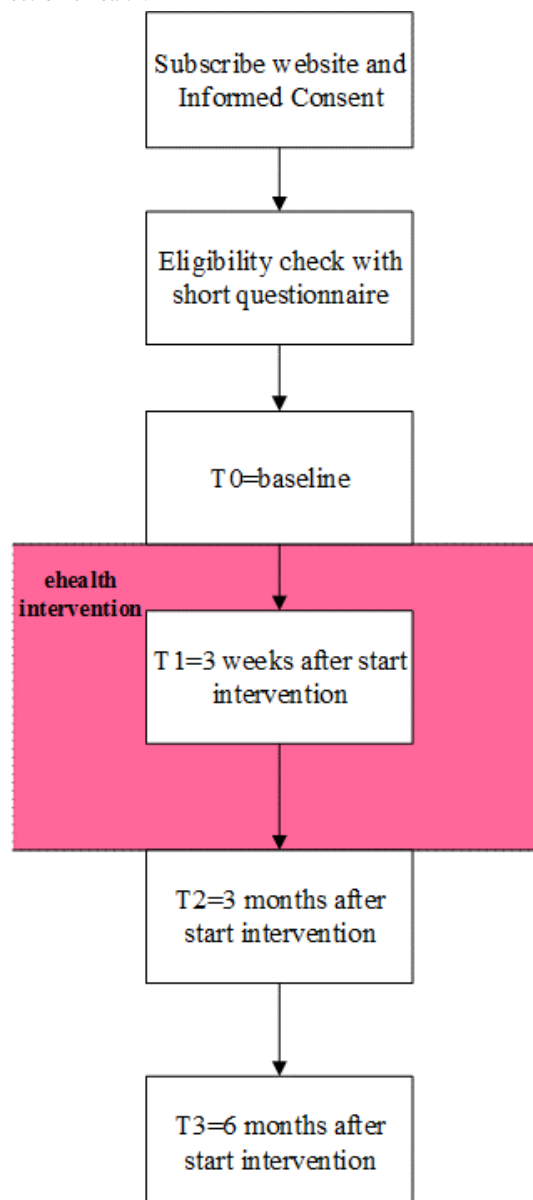 Subscribe website and
Informed Consent
Eligibility check with
short questionnaire
T0=baseline
ehealth
intervention
T1=3 weeks after start
intervention
T2=3 months after
start intervention
T3=6 months after
start intervention